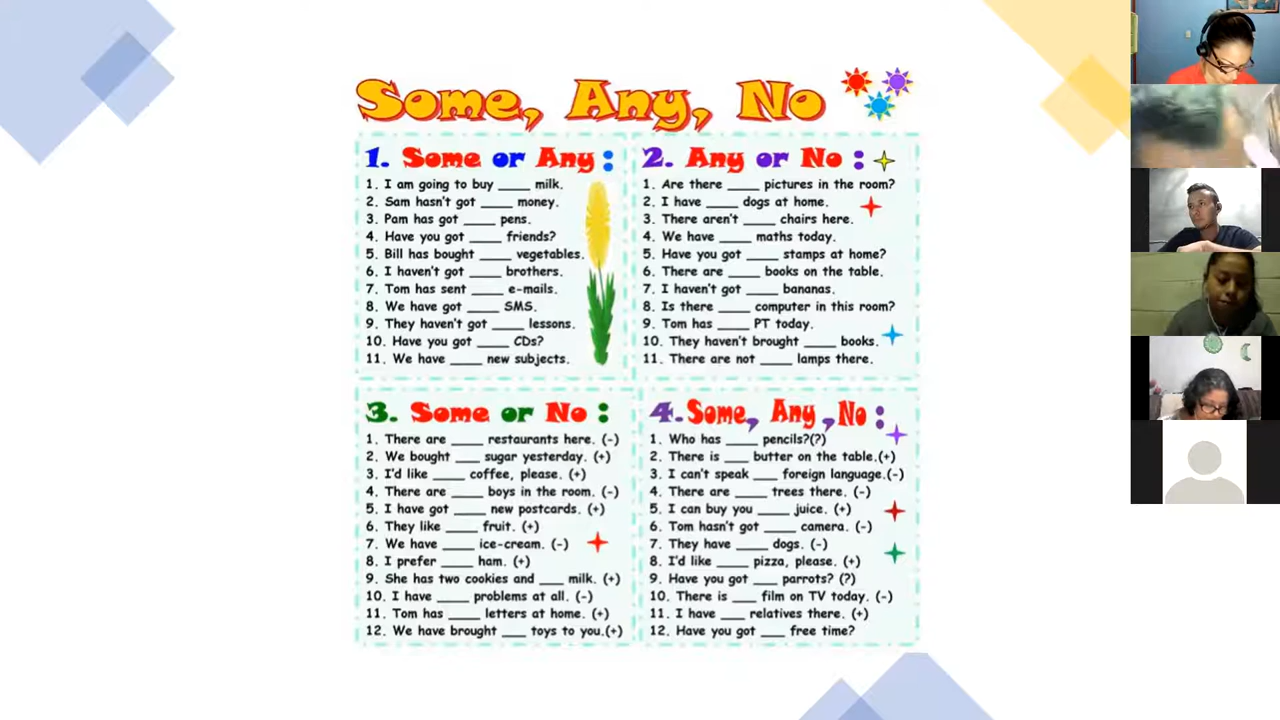 Some, Any, No
1. Some or Any :
1. I am going to buy ____ milk.
2. Sam hasn't got ____ money.
3. Pam has got ____ pens.
4. Have you got ____ friends?
5. Bill has bought ____ vegetables.
6. I haven't got ____ brothers.
7. Tom has sent ____ e-mails.
8. We have got ____ SMS.
9. They haven't got ____ lessons.
10. Have you got ____ CDs?
11. We have ____ new subjects.
2. Any or No :
1. Are there ____ pictures in the room?
2. I have ____ dogs at home.
3. There aren't ____ chairs here.
4. We have ____ maths today.
5. Have you got ____ stamps at home?
6. There are ____ books on the table.
7. I haven't got ____ bananas.
8. Is there ____ computer in this room?
9. Tom has ____ PT today.
10. They haven't brought ____ books.
11. There are not ____ lamps there.
3. Some or No :
1. There are ____ restaurants here. (-)
2. We bought ____ sugar yesterday. (+)
3. I'd like ____ coffee, please. (+)
4. There are ____ boys in the room. (-)
5. I have got ____ new postcards. (+)
6. They like ____ fruit. (+)
7. We have ____ ice-cream. (-)
8. I prefer ____ ham. (+)
9. She has two cookies and ____ milk. (+)
10. I have ____ problems at all. (-)
11. Tom has ____ letters at home. (+)
12. We have brought ____ toys to you.(+)
4. Some, Any ,No :
1. Who has ____ pencils?(?)
2. There is ____ butter on the table.(+)
3. I can't speak ____ foreign language.(-)
4. There are ____ trees there. (-)
5. I can buy you ____ juice. (+)
6. Tom hasn't got ____ camera. (-)
7. They have ____ dogs. (-)
8. I'd like ____ pizza, please. (+)
9. Have you got ____ parrots? (?)
10. There is ____ film on TV today. (-)
11. I have ____ relatives there. (+)
12. Have you got ____ free time?